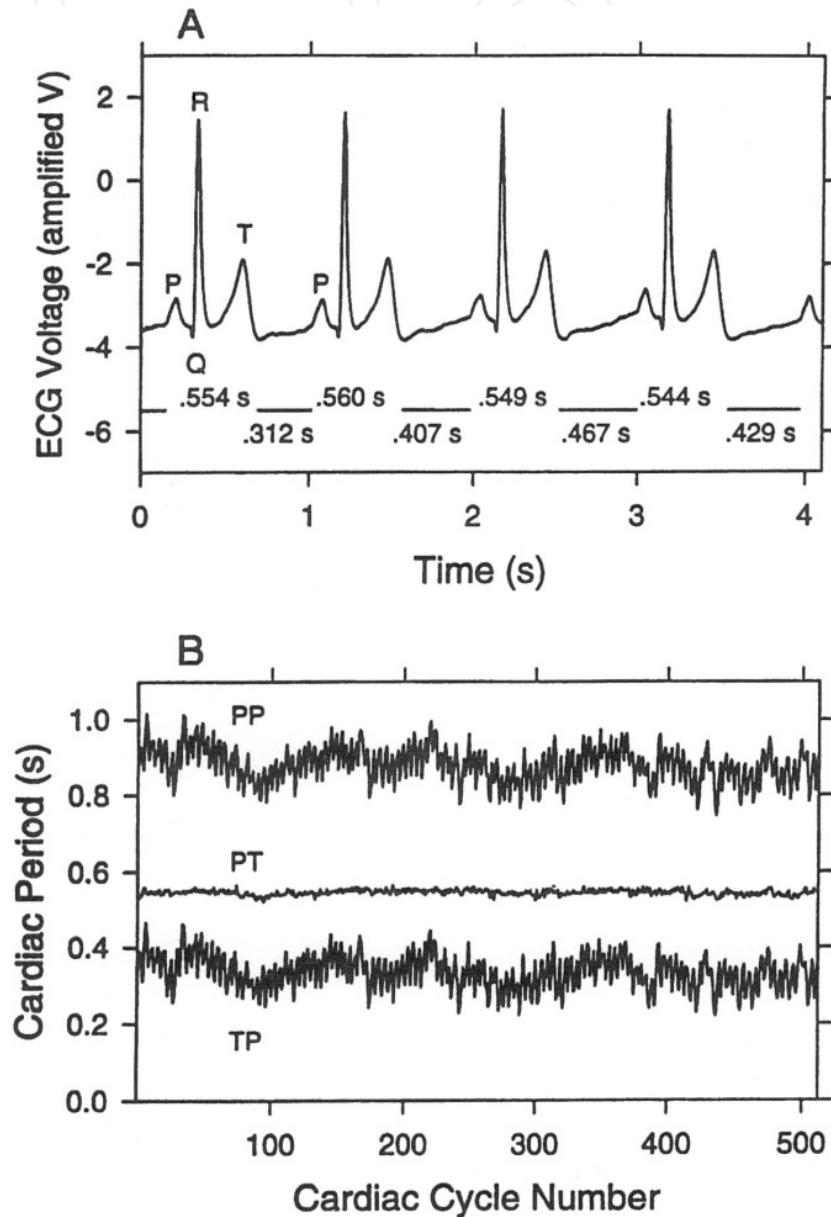 A
ECG Voltage (amplified V)
2
0
-2
-4
-6
R
T
P
P
Q
.554 s .560 s .549 s .544 s
.312 s .407 s .467 s .429 s
0 1 2 3 4
Time (s)
B
Cardiac Period (s)
1.0
0.8
0.6
0.4
0.2
0.0
PP
PT
TP
100 200 300 400 500
Cardiac Cycle Number